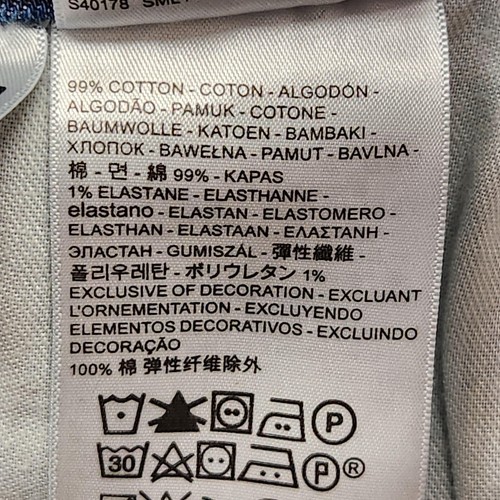 S40178
99% COTTON - COTON - ALGODÓN -
ALGODÃO - PAMUK - COTONE -
BAUMWOLLE - KATOEN - BAMBAKI -
ХЛОПОК - BAWEŁNA - PAMUT - BAVLNA -
棉 - 면 - 綿 99% - KAPAS
1% ELASTANE - ELASTHANNE -
elastano - ELASTAN - ELASTOMERO -
ELASTHAN - ELASTAAN - ΕΛΑΣΤΑΝΗ -
ЭЛАСТАН - GUMISZÁL - 彈性纖維 -
폴리우레탄 - ポリウレタン 1%
EXCLUSIVE OF DECORATION - EXCLUANT
L'ORNEMENTATION - EXCLUYENDO
ELEMENTOS DECORATIVOS - EXCLUINDO
DECORAÇÃO
100% 棉 弹性纤维除外
P
30 P ®